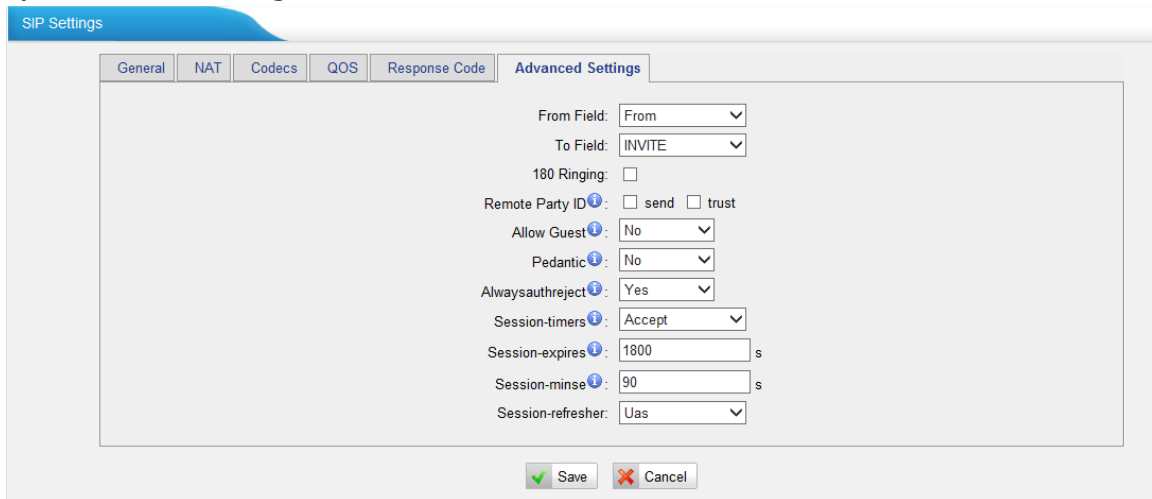 SIP Settings
General NAT Codecs QOS Response Code Advanced Settings
From Field: From
To Field: INVITE
180 Ringing:
Remote Party ID i : send trust
Allow Guest i : No
Pedantic i : No
Alwaysauthreject i : Yes
Session-timers i : Accept
Session-expires i : 1800 s
Session-minse i : 90 s
Session-refresher: Uas
Save Cancel